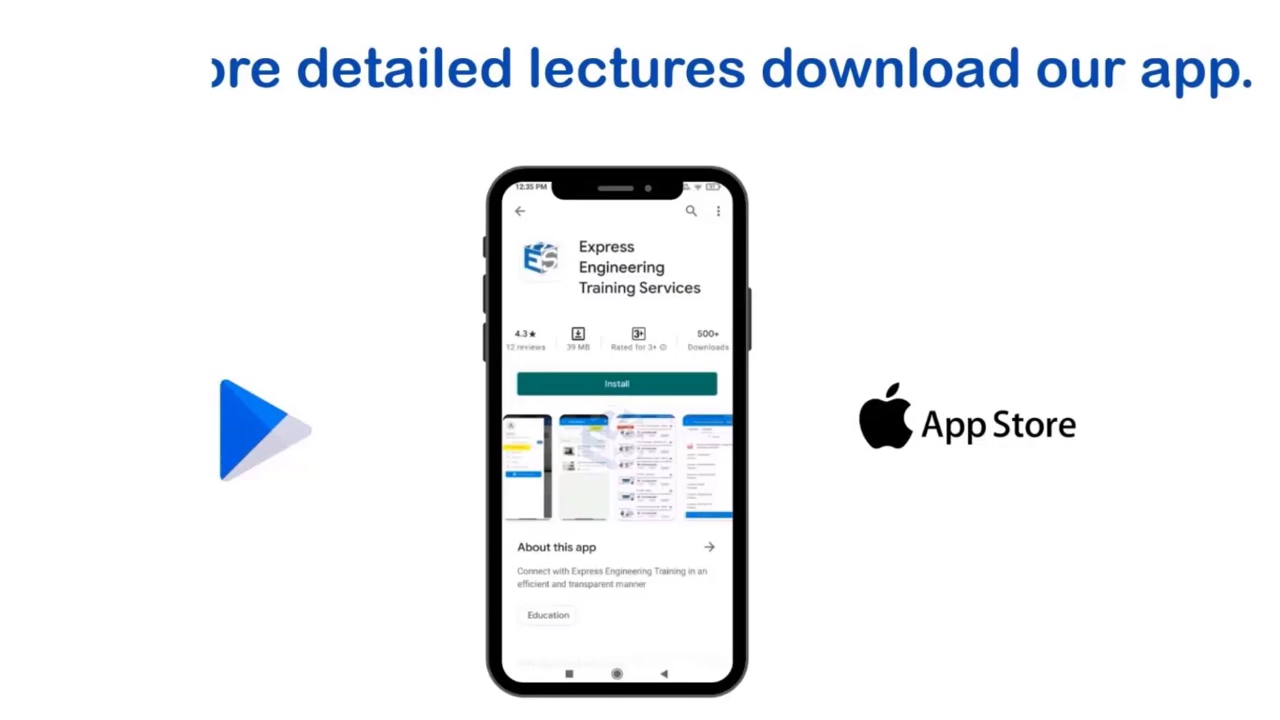 ore detailed lectures download our app.
12:35 PM
Express
Engineering
Training Services
4.3★
12 reviews
39 MB
3+
Rated for 3+
500+
Downloads
Install
App Store
About this app
Connect with Express Engineering Training in an
efficient and transparent manner
Education